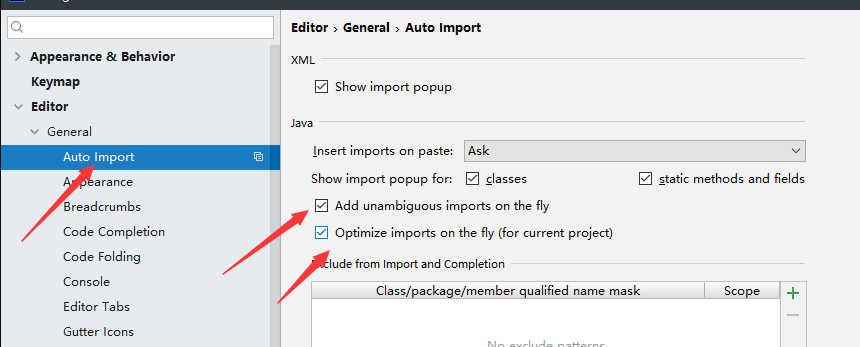 Editor › General › Auto Import
Appearance & Behavior
Keymap
Editor
General
Auto Import
Appearance
Breadcrumbs
Code Completion
Code Folding
Console
Editor Tabs
Gutter Icons
XML
Show import popup
Java
Insert imports on paste: Ask
Show import popup for: classes static methods and fields
Add unambiguous imports on the fly
Optimize imports on the fly (for current project)
Exclude from Import and Completion
Class/package/member qualified name mask Scope
No exclude patterns